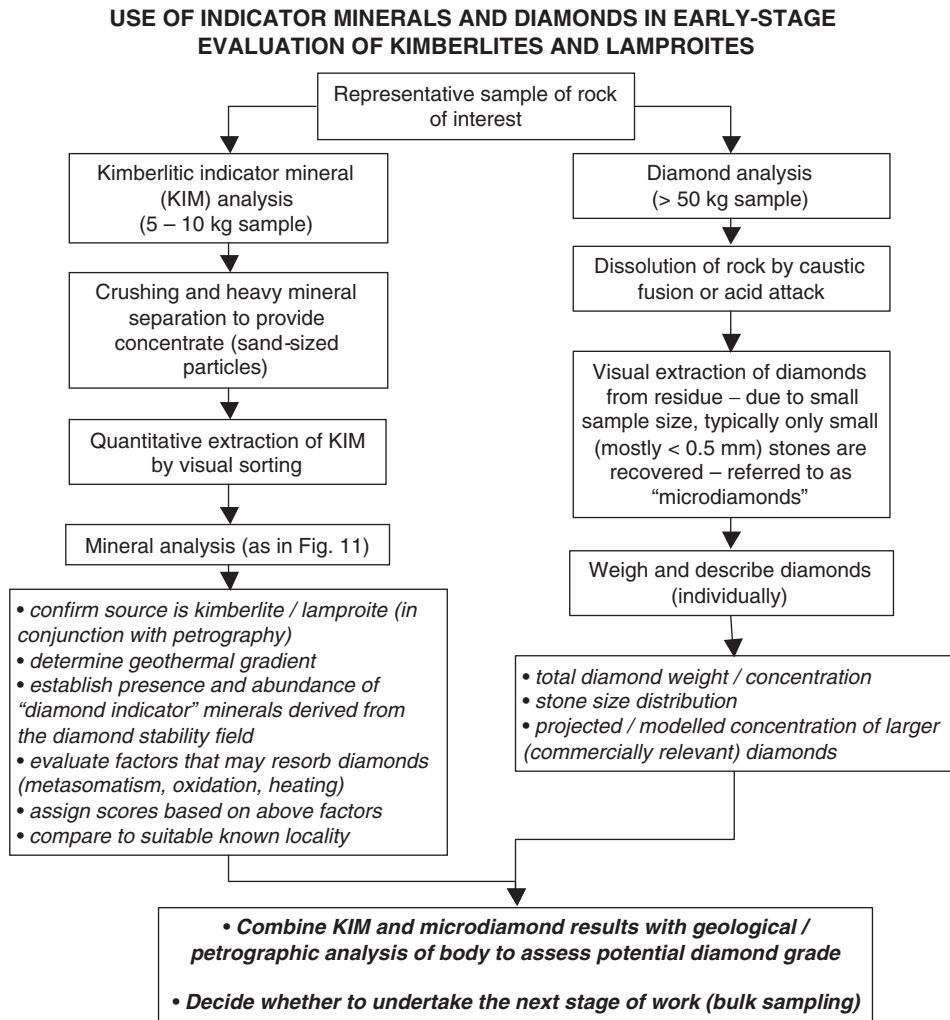 USE OF INDICATOR MINERALS AND DIAMONDS IN EARLY-STAGE
EVALUATION OF KIMBERLITES AND LAMPROITES
Representative sample of rock
of interest
Kimberlitic indicator mineral
(KIM) analysis
(5 – 10 kg sample)
Crushing and heavy mineral
separation to provide
concentrate (sand-sized
particles)
Quantitative extraction of KIM
by visual sorting
Mineral analysis (as in Fig. 11)
• confirm source is kimberlite / lamproite (in
conjunction with petrography)
• determine geothermal gradient
• establish presence and abundance of
“diamond indicator” minerals derived from
the diamond stability field
• evaluate factors that may resorb diamonds
(metasomatism, oxidation, heating)
• assign scores based on above factors
• compare to suitable known locality
Diamond analysis
(> 50 kg sample)
Dissolution of rock by caustic
fusion or acid attack
Visual extraction of diamonds
from residue – due to small
sample size, typically only small
(mostly < 0.5 mm) stones are
recovered – referred to as
“microdiamonds”
Weigh and describe diamonds
(individually)
• total diamond weight / concentration
• stone size distribution
• projected / modelled concentration of larger
(commercially relevant) diamonds
• Combine KIM and microdiamond results with geological /
petrographic analysis of body to assess potential diamond grade
• Decide whether to undertake the next stage of work (bulk sampling)